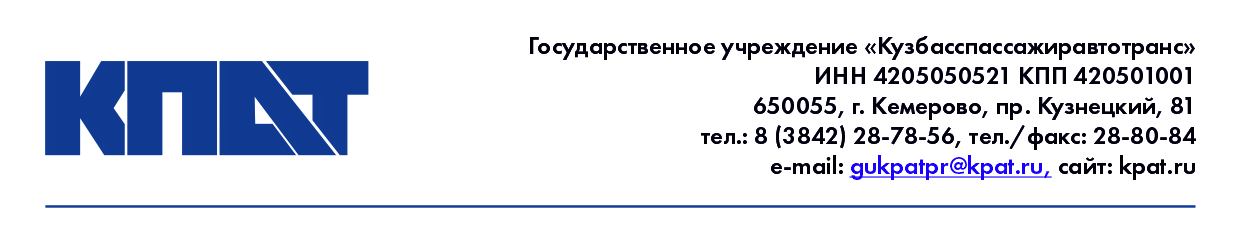 КПАТ
Государственное учреждение «Кузбасспассажиравтотранс»
ИНН 4205050521 КПП 420501001
650055, г. Кемерово, пр. Кузнецкий, 81
тел.: 8 (3842) 28-78-56, тел./факс: 28-80-84
e-mail: gukpatpr@kpat.ru, сайт: kpat.ru